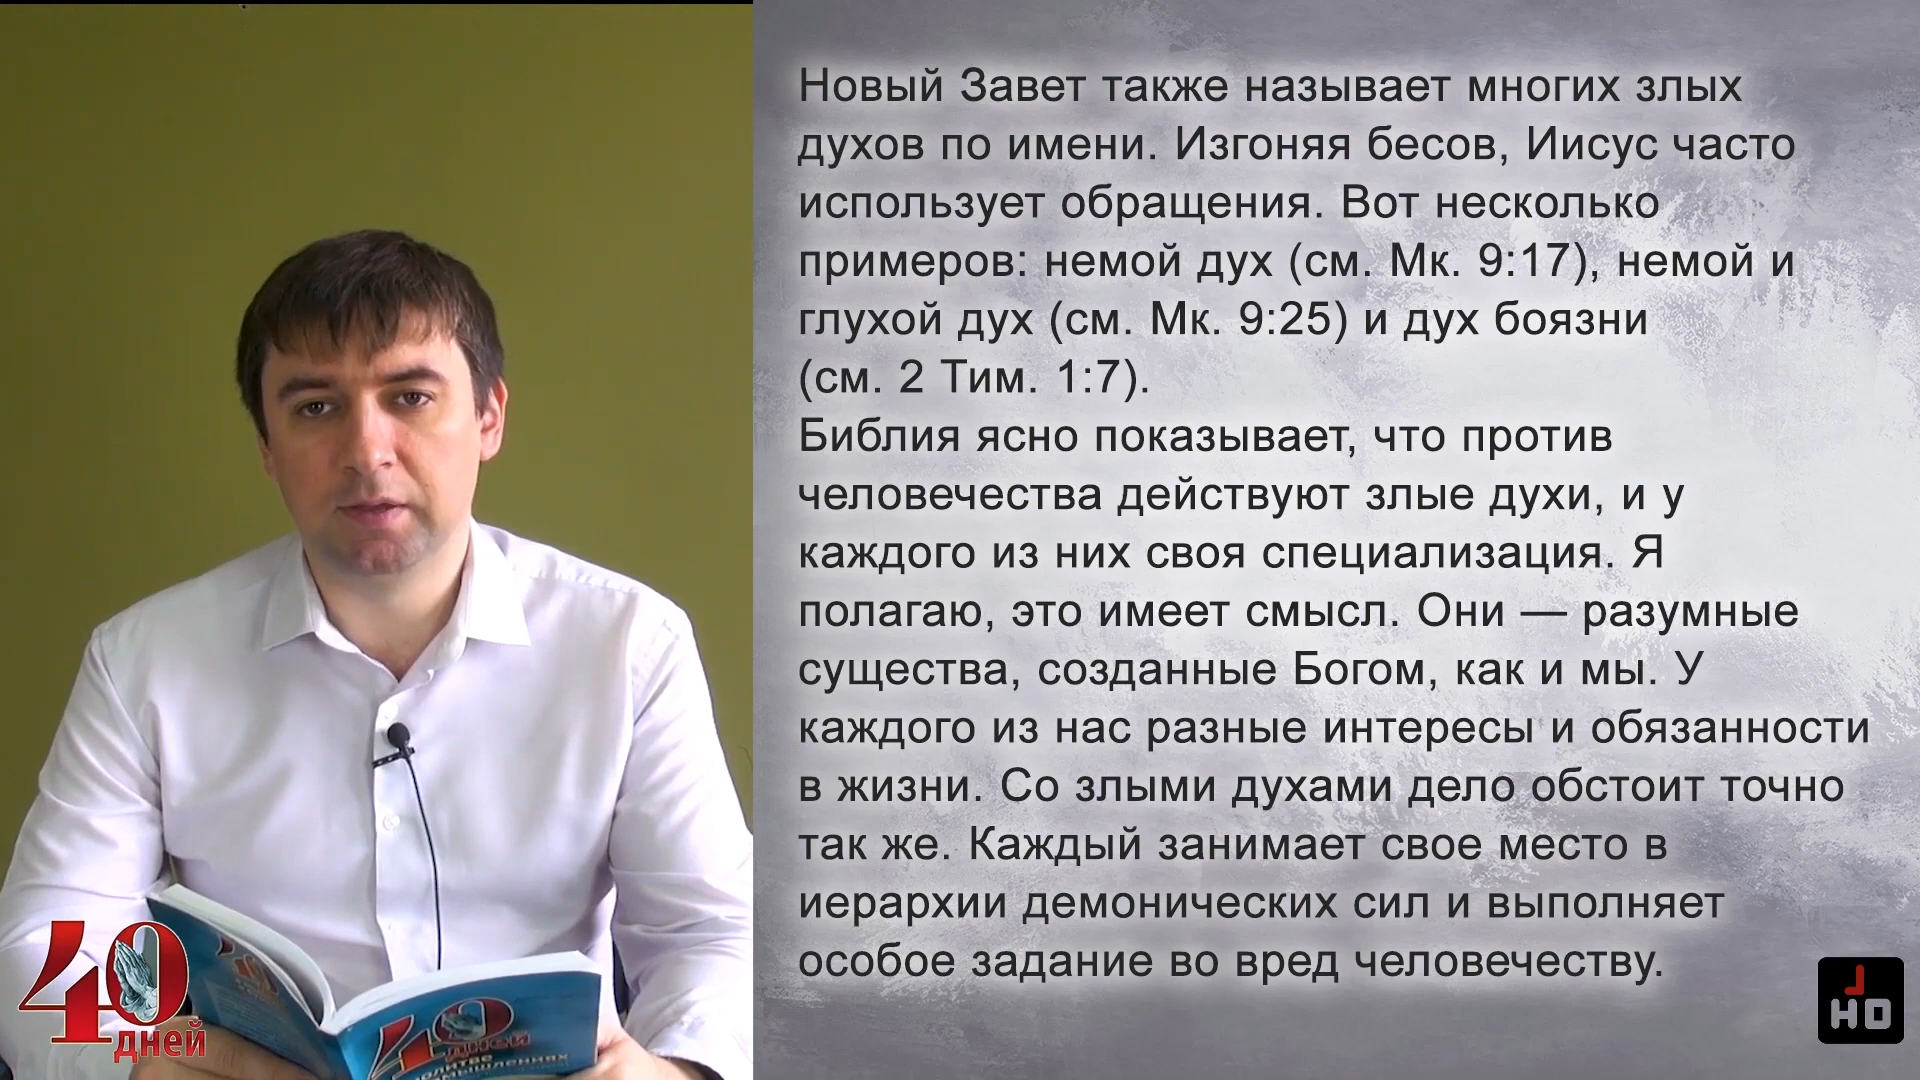 Новый Завет также называет многих злых
духов по имени. Изгоняя бесов, Иисус часто
использует обращения. Вот несколько
примеров: немой дух (см. Мк. 9:17), немой и
глухой дух (см. Мк. 9:25) и дух боязни
(см. 2 Тим. 1:7).
Библия ясно показывает, что против
человечества действуют злые духи, и у
каждого из них своя специализация. Я
полагаю, это имеет смысл. Они — разумные
существа, созданные Богом, как и мы. У
каждого из нас разные интересы и обязанности
в жизни. Со злыми духами дело обстоит точно
так же. Каждый занимает свое место в
иерархии демонических сил и выполняет
особое задание во вред человечеству.
40
дней
40
дней
JНО